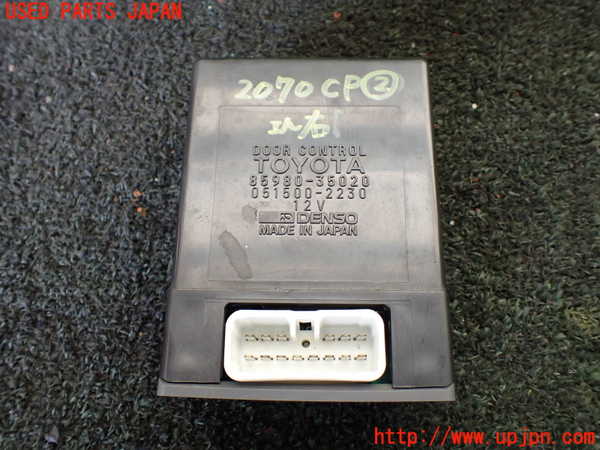 USED PARTS JAPAN
2070 CP②
DOOR CONTROL
TOYOTA
85980-35020
051500-2230
12V
DENSO
MADE IN JAPAN
http://www.upjpn.com/